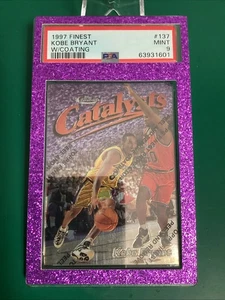 1997 FINEST #137
KOBE BRYANT MINT
W/COATING 9
PSA 63931601
Catalysts